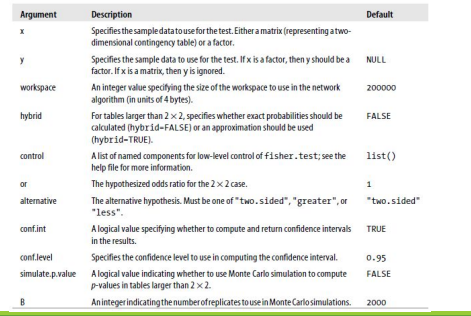 Argument Description Default
x Specifies the sample data to use for the test. Either a matrix (representing a two-
dimensional contingency table) or a factor.
y Specifies the sample data to use for the test. If x is a factor, then y should be a NULL
factor. If x is a matrix, then y is ignored.
workspace An integer value specifying the size of the workspace to use in the network 200000
algorithm (in units of 4 bytes).
hybrid For tables larger than 2 × 2, specifies whether exact probabilities should be FALSE
calculated (hybrid=FALSE) or an approximation should be used
(hybrid=TRUE).
control A list of named components for low-level control of fisher.test; see the list()
help file for more information.
or The hypothesized odds ratio for the 2 × 2 case. 1
alternative The alternative hypothesis. Must be one of "two.sided", "greater", or "two.sided"
"less".
conf.int A logical value specifying whether to compute and return confidence intervals TRUE
in the results.
conf.level Specifies the confidence level to use in computing the confidence interval. 0.95
simulate.p.value A logical value indicating whether to use Monte Carlo simulation to compute FALSE
p-values in tables larger than 2 × 2.
B An integer indicating the number of replicates to use in Monte Carlo simulations. 2000